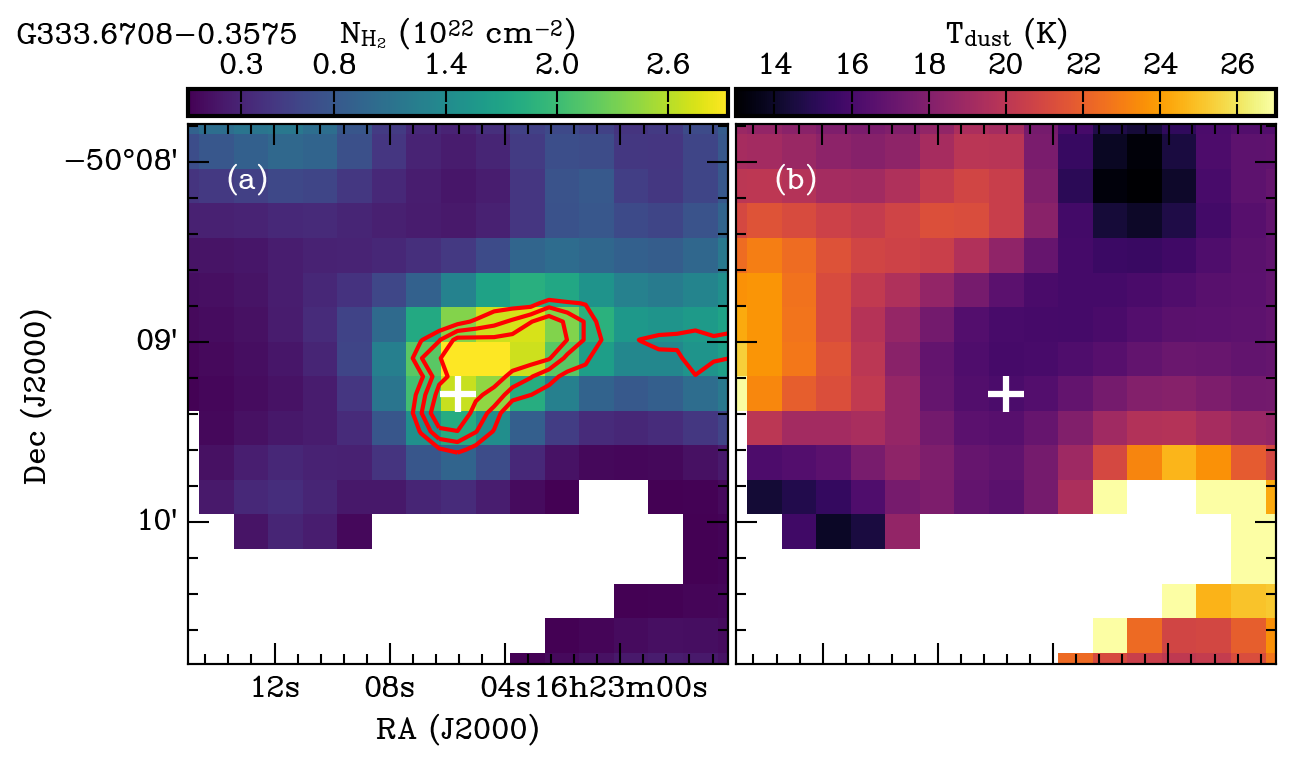 G333.6708−0.3575 N_H₂ (10²² cm⁻²) T_dust (K)
0.3 0.8 1.4 2.0 2.6 14 16 18 20 22 24 26
−50°08'
(a) (b)
09'
Dec (J2000)
10'
12s 08s 04s 16h23m00s
RA (J2000)